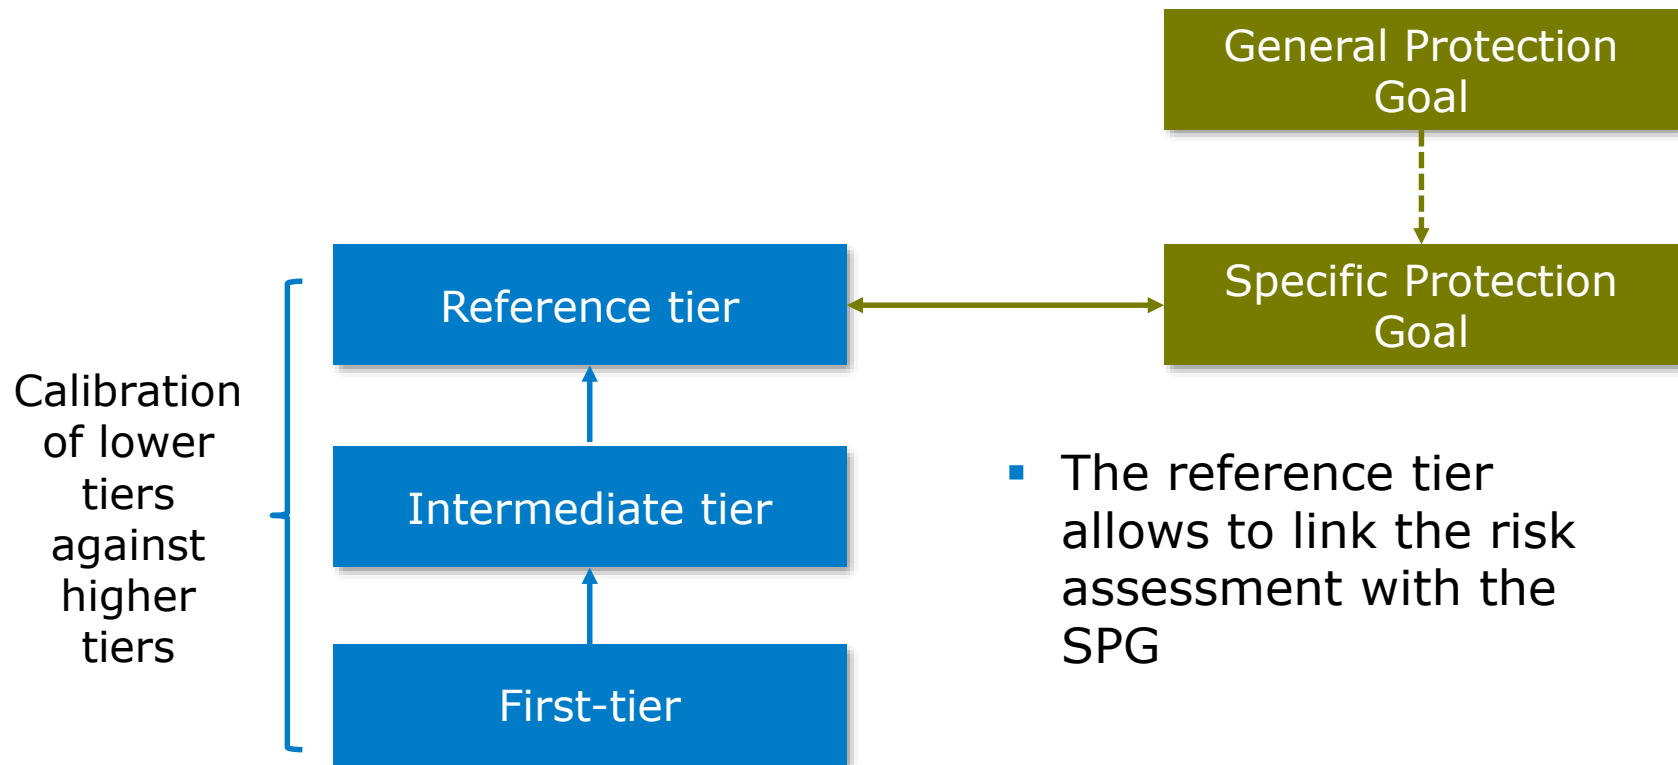 General Protection
Goal
Reference tier
Specific Protection
Goal
Calibration
of lower
tiers
against
higher
tiers
Intermediate tier
▪ The reference tier
allows to link the risk
assessment with the
SPG
First-tier